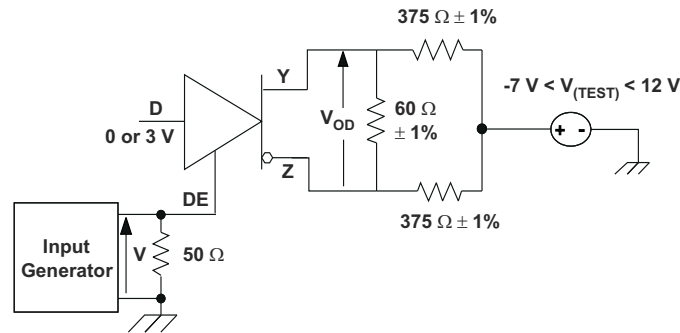 375 Ω ± 1%
Y
-7 V < V(TEST) < 12 V
D
0 or 3 V
VOD
60 Ω
± 1%
+ -
Z
DE
375 Ω ± 1%
Input
Generator
V
50 Ω